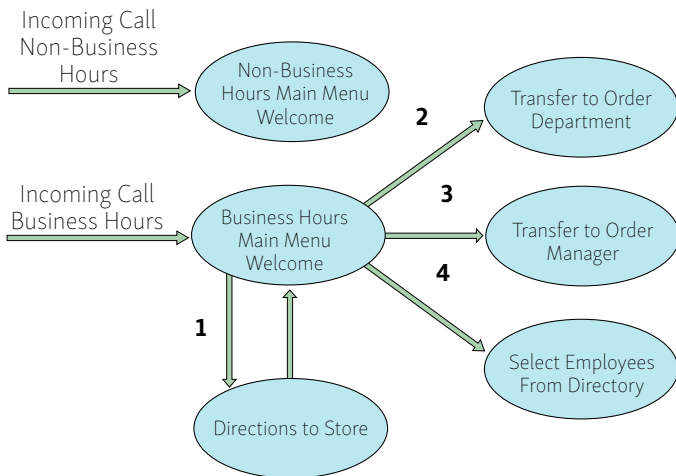 Incoming Call
Non-Business
Hours
Non-Business
Hours Main Menu
Welcome
2
Transfer to Order
Department
Incoming Call
Business Hours
Business Hours
Main Menu
Welcome
3
Transfer to Order
Manager
4
1
Select Employees
From Directory
Directions to Store